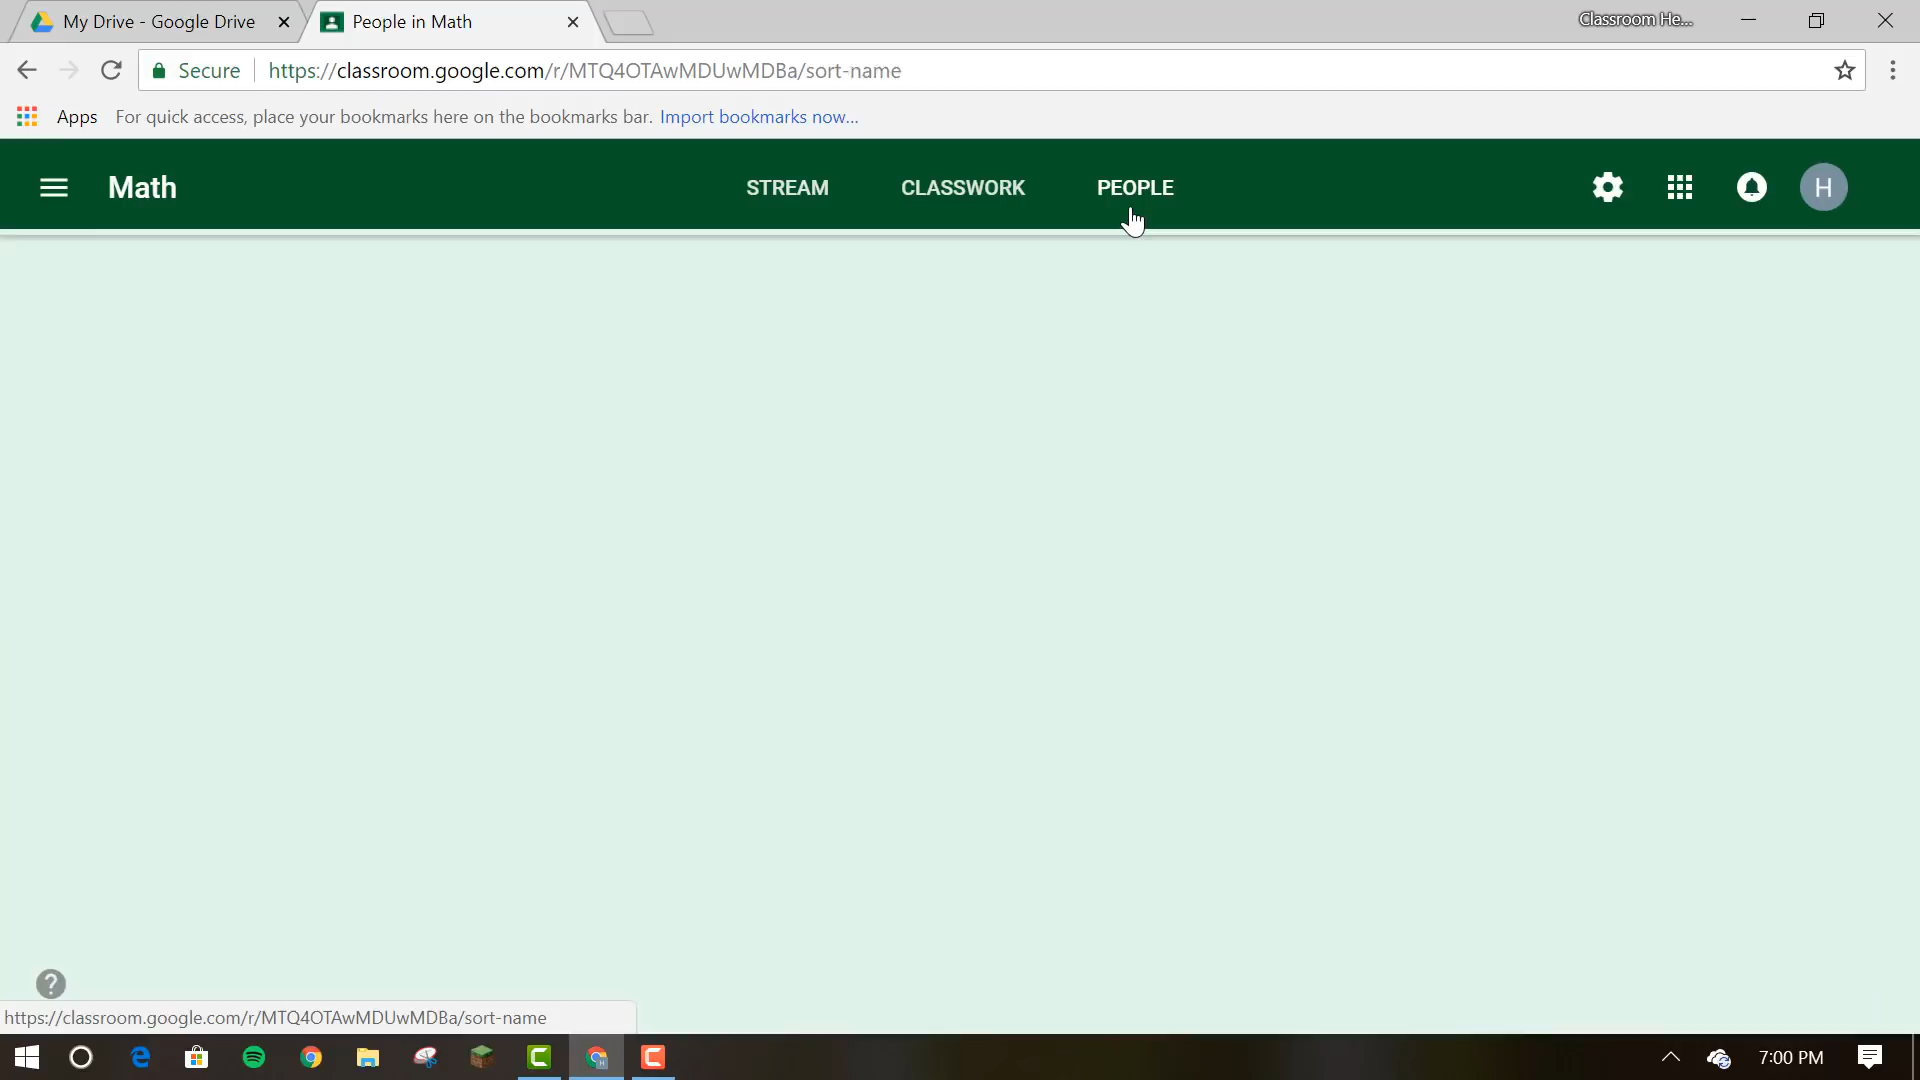 My Drive - Google Drive
People in Math
Classroom He...
Secure
https://classroom.google.com/r/MTQ4OTAwMDUwMDBa/sort-name
Apps
For quick access, place your bookmarks here on the bookmarks bar. Import bookmarks now...
Math
STREAM
CLASSWORK
PEOPLE
H
?
https://classroom.google.com/r/MTQ4OTAwMDUwMDBa/sort-name
7:00 PM